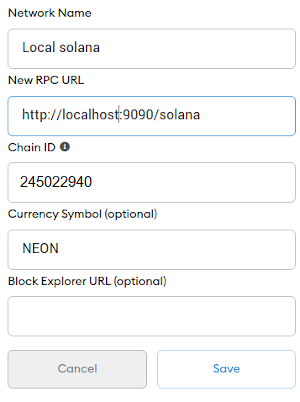 Network Name
Local solana
New RPC URL
http://localhost:9090/solana
Chain ID
245022940
Currency Symbol (optional)
NEON
Block Explorer URL (optional)
Cancel Save